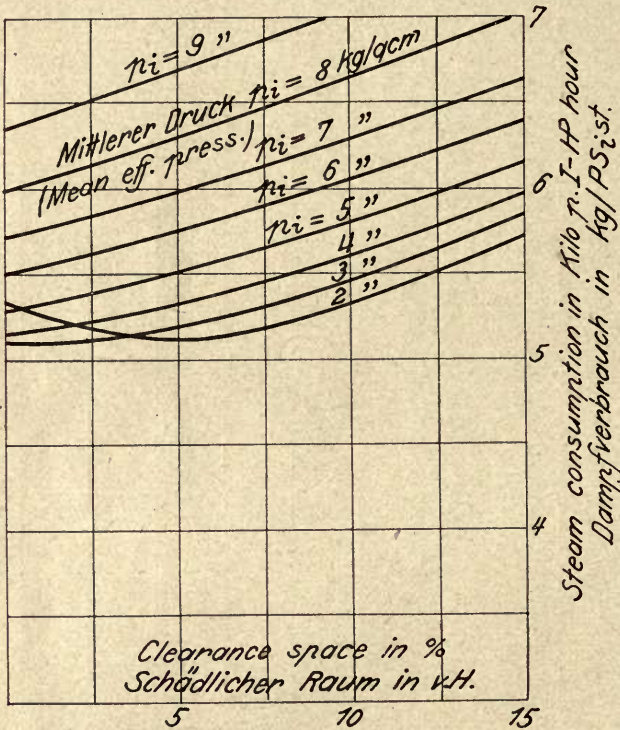 7
pi = 9 „
Mittlerer Druck pi = 8 kg/qcm
(Mean eff. press.) pi = 7 „
pi = 6 „
6
pi = 5 „
4 „
3 „
2 „
5
4
Clearance space in %
Schädlicher Raum in v.H.
5 10 15
Steam consumption in Kilo p. I-HP hour
Dampfverbrauch in kg/PSi st.